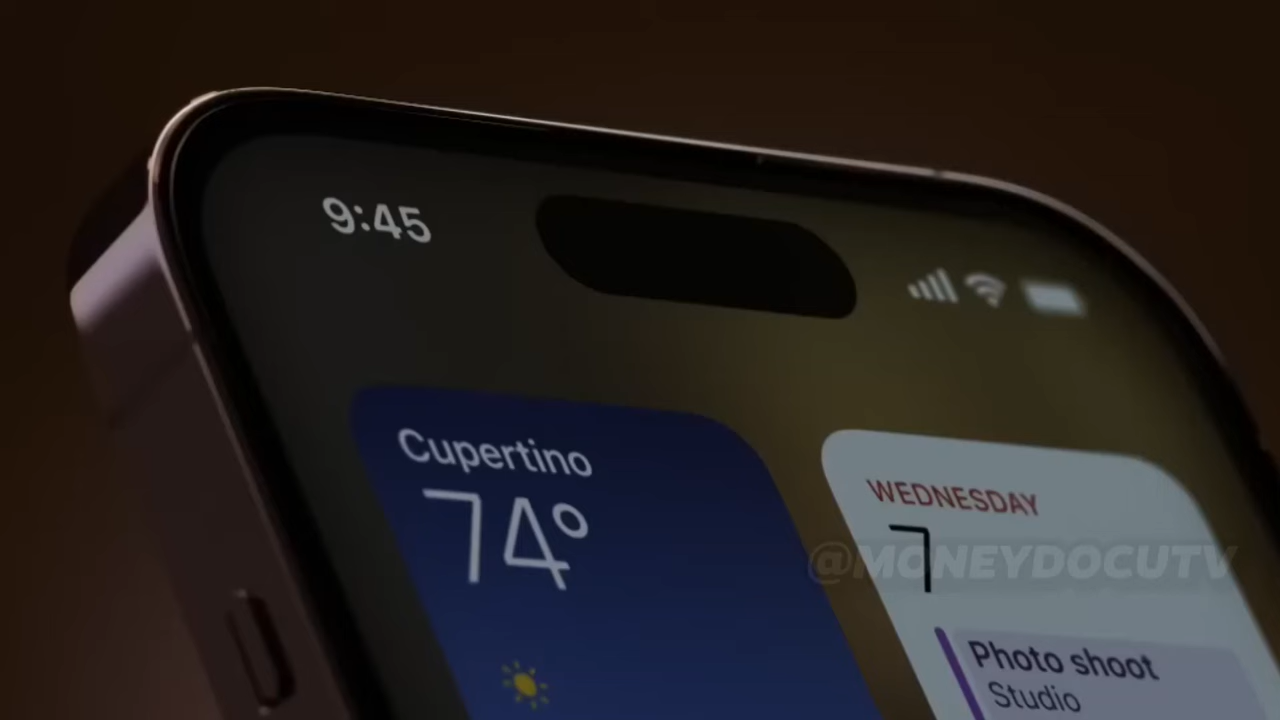 9:45
Cupertino
74°
WEDNESDAY
7
@MONEYDOCUTV
Photo shoot
Studio